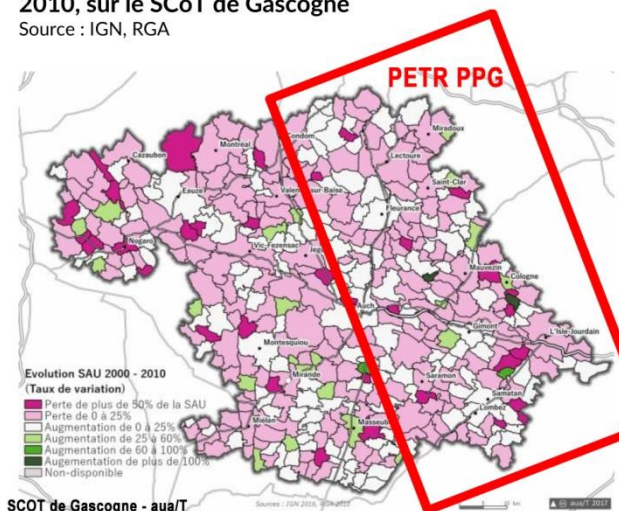 2010, sur le SCoT de Gascogne
Source : IGN, RGA
PETR PPG
Miradoux
Condom
Montréal
Cazaubon
Lectoure
Saint-Clar
Eauze
Valence-sur-Baïse
Fleurance
Nogaro
Vic-Fezensac
Jeg
Mauvezin
Cologne
Auch
Gimont
L'Isle-Jourdain
Montesquiou
Mirande
Saramon
Samatan
Lombez
Mielan
Masseube
Evolution SAU 2000 - 2010
(Taux de variation)
Perte de plus de 50% de la SAU
Perte de 0 à 25%
Augmentation de 0 à 25%
Augmentation de 25 à 60%
Augmentation de 60 à 100%
Augementation de plus de 100%
Non-disponible
SCOT de Gascogne - aua/T
Sources : IGN 2016, RGA 2010
aua/T 2017